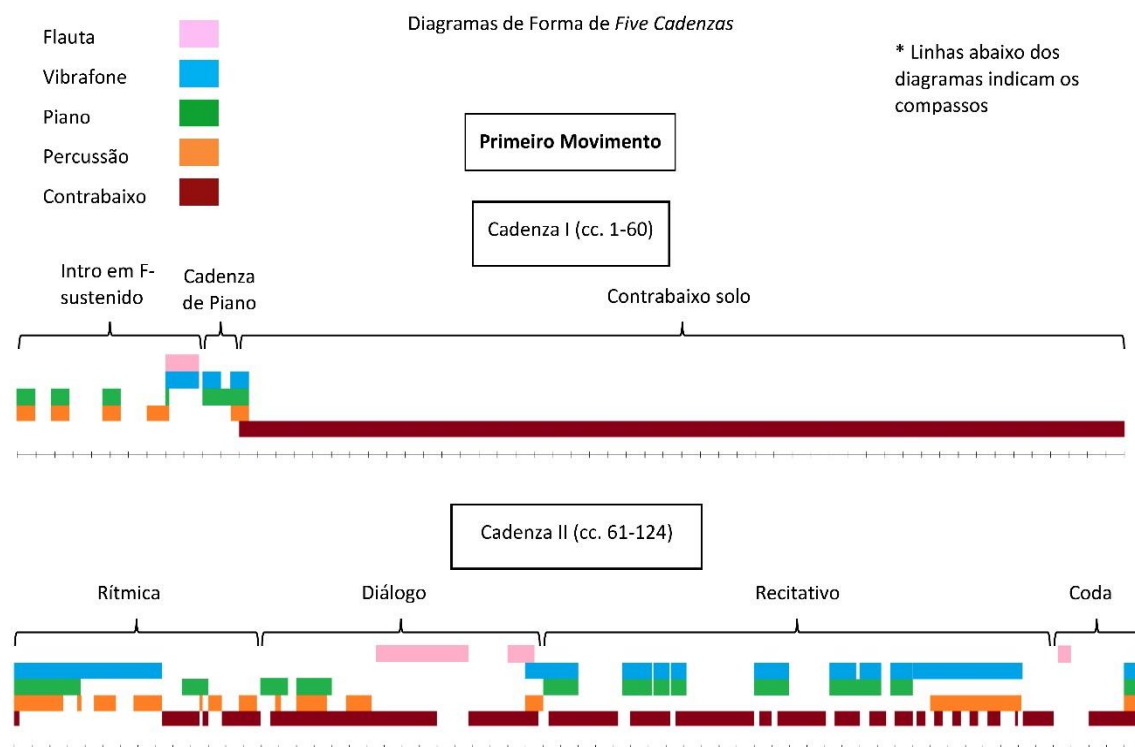 Diagramas de Forma de Five Cadenzas
Flauta
Vibrafone
Piano
Percussão
Contrabaixo
* Linhas abaixo dos
diagramas indicam os
compassos
Primeiro Movimento
Cadenza I (cc. 1-60)
Intro em F-
sustenido
Cadenza
de Piano
Contrabaixo solo
Cadenza II (cc. 61-124)
Rítmica
Diálogo
Recitativo
Coda